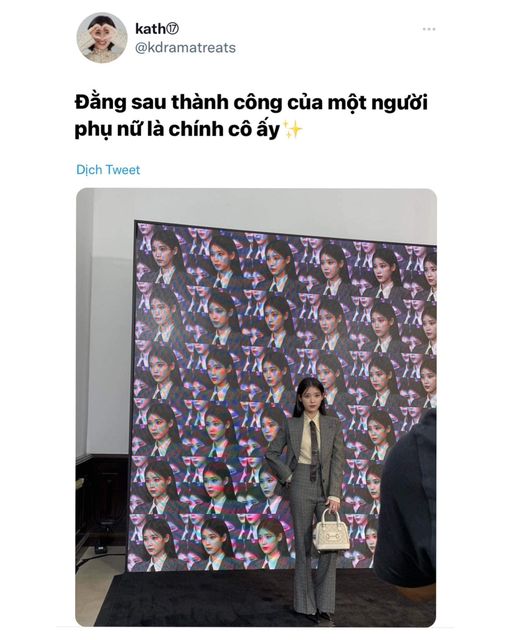 kath⑰
@kdramatreats
Đằng sau thành công của một người
phụ nữ là chính cô ấy✨
Dịch Tweet